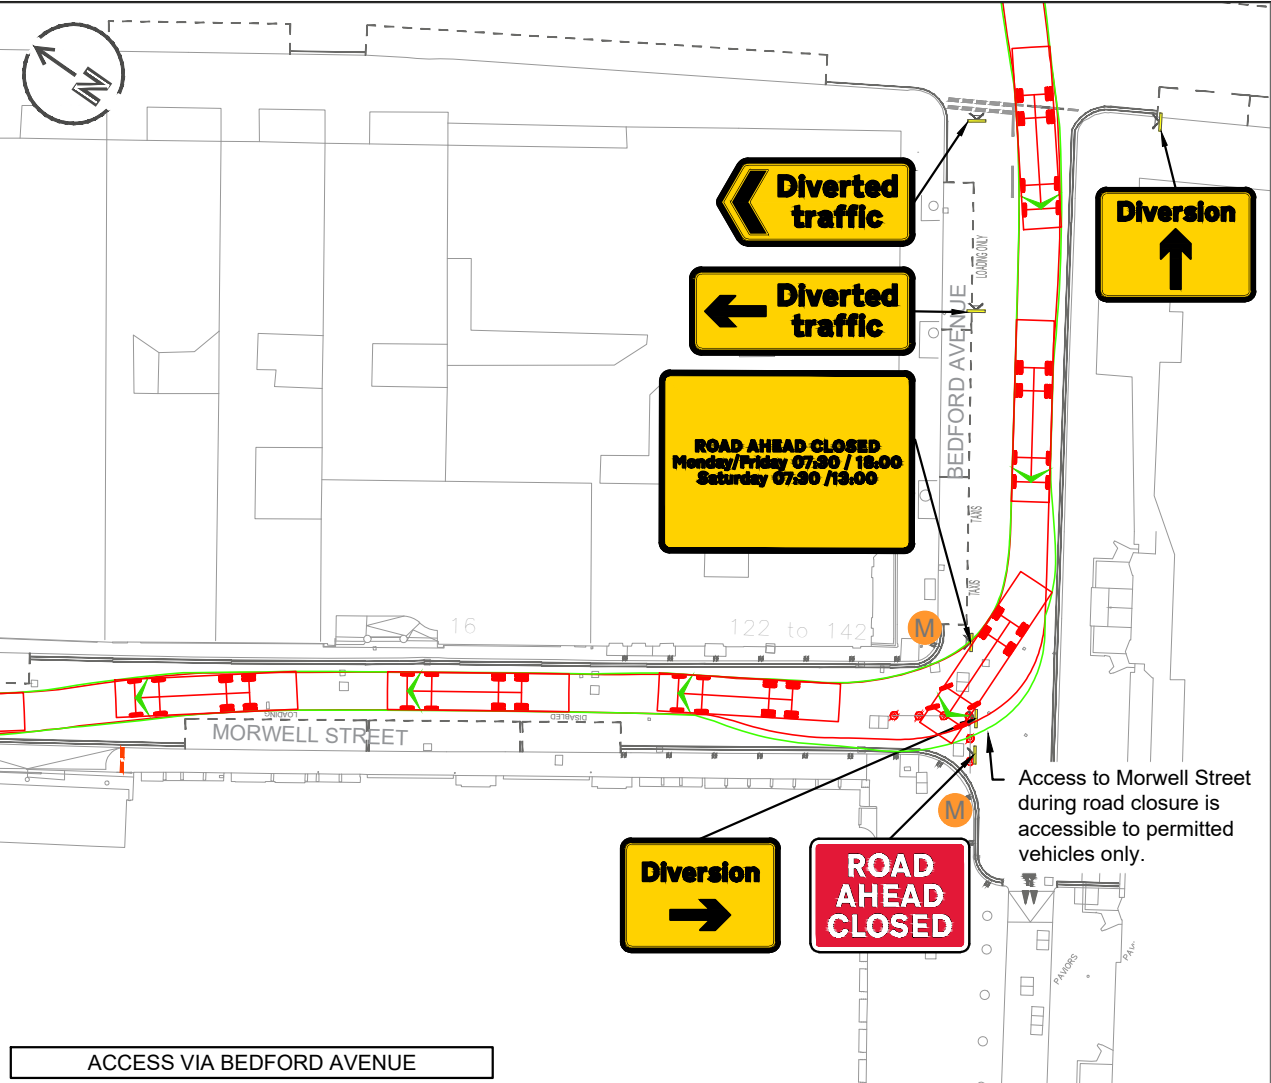 N
Diverted
traffic
Diversion
LOADING ONLY
Diverted
traffic
BEDFORD AVENUE
ROAD AHEAD CLOSED
Monday/Friday 07:30 / 18:00
Saturday 07:30 /13:00
TAXIS
TAXIS
16
122 to 142
M
LOADING
DISABLED
MORWELL STREET
Access to Morwell Street
during road closure is
accessible to permitted
vehicles only.
M
Diversion
ROAD
AHEAD
CLOSED
PAVIORS
ACCESS VIA BEDFORD AVENUE